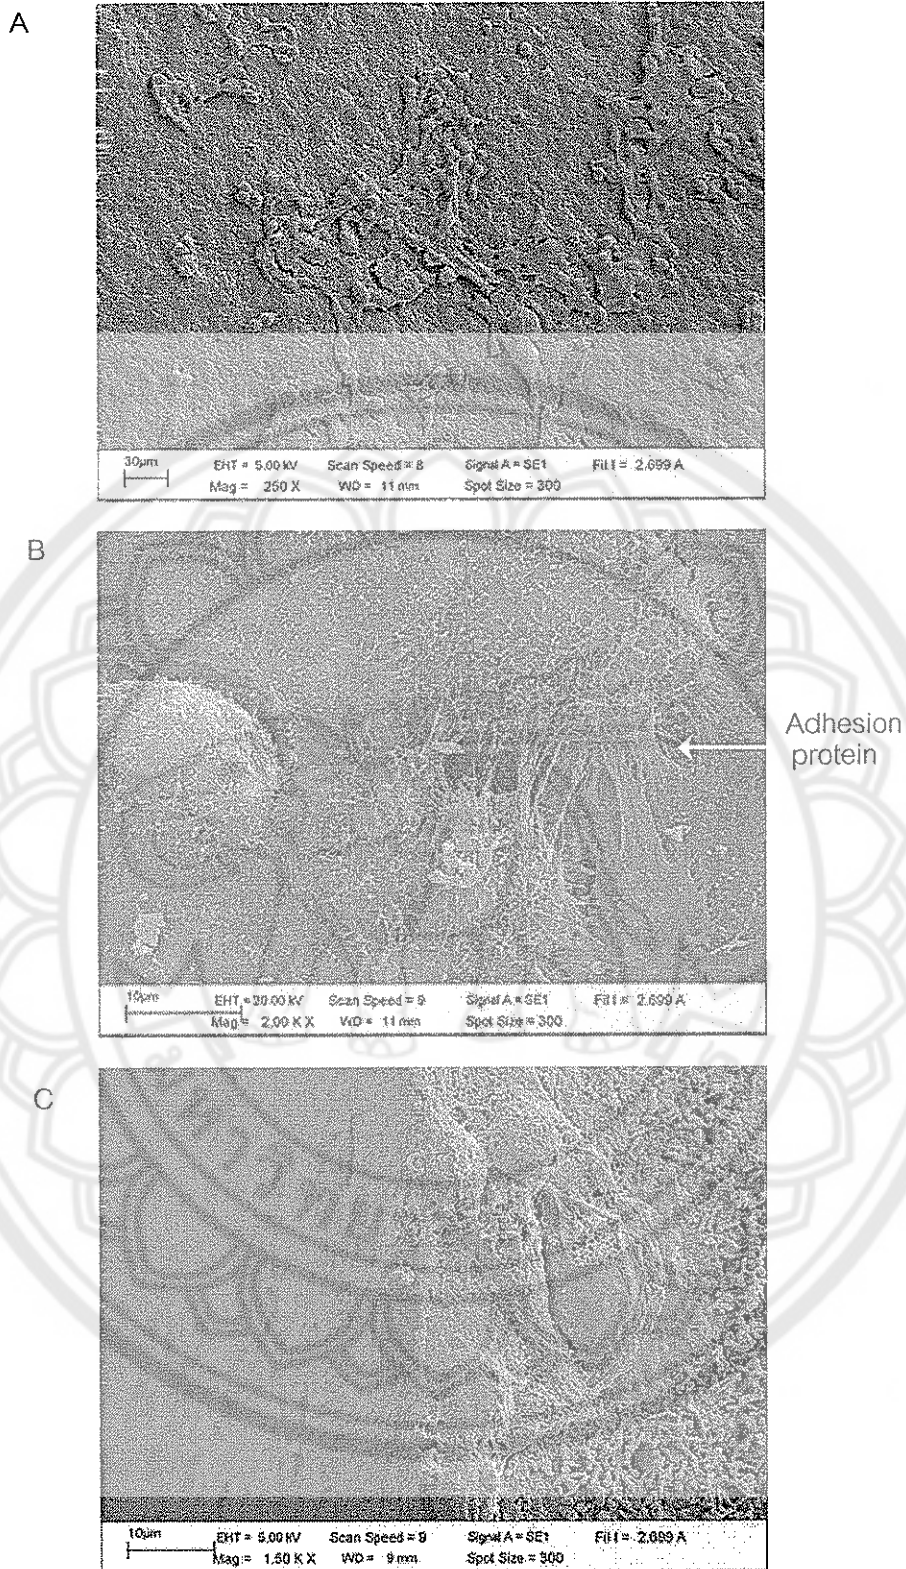 A
30µm EHT = 5.00 kV Scan Speed = 8 Signal A = SE1 Fil I = 2.699 A
Mag = 250 X WD = 11 mm Spot Size = 300
B
Adhesion
protein
10µm EHT = 20.00 kV Scan Speed = 9 Signal A = SE1 Fil I = 2.699 A
Mag = 2.00 K X WD = 11 mm Spot Size = 300
C
10µm EHT = 5.00 kV Scan Speed = 9 Signal A = SE1 Fil I = 2.699 A
Mag = 1.50 K X WD = 9 mm Spot Size = 300